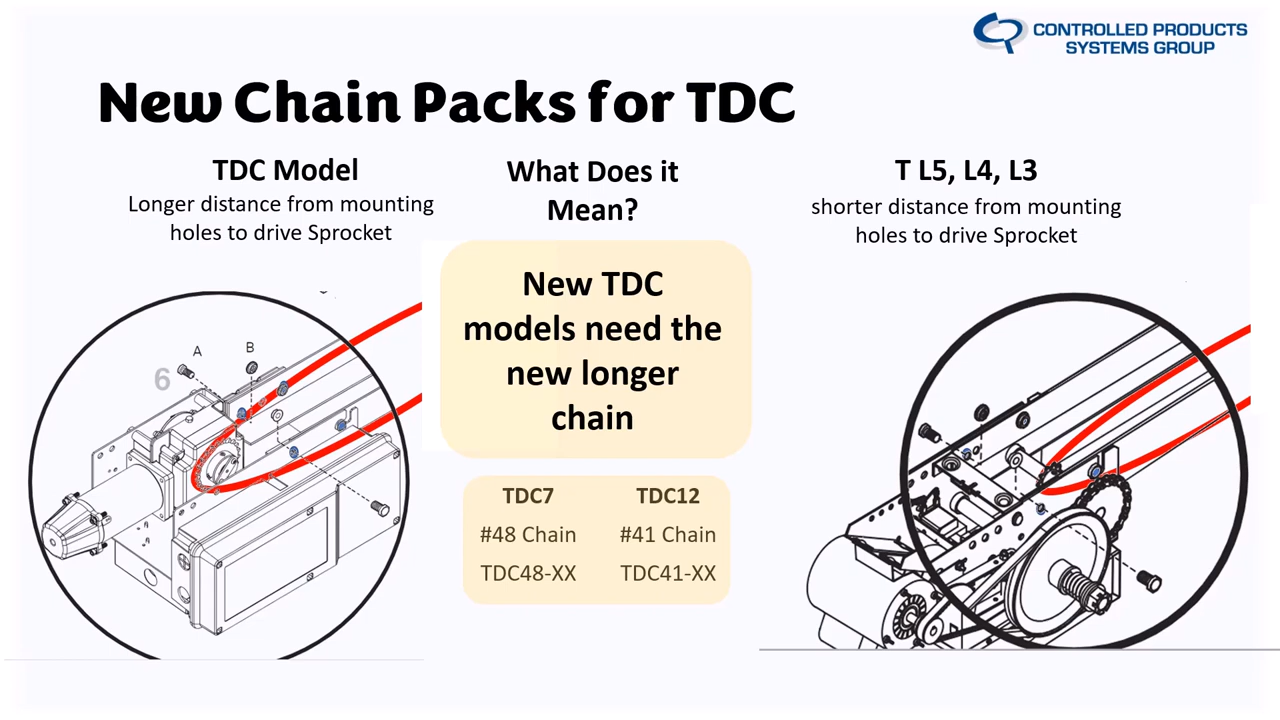 CONTROLLED PRODUCTS
SYSTEMS GROUP
New Chain Packs for TDC
TDC Model
Longer distance from mounting
holes to drive Sprocket
A
B
6
What Does it
Mean?
New TDC
models need the
new longer
chain
TDC7 TDC12
#48 Chain #41 Chain
TDC48-XX TDC41-XX
T L5, L4, L3
shorter distance from mounting
holes to drive Sprocket